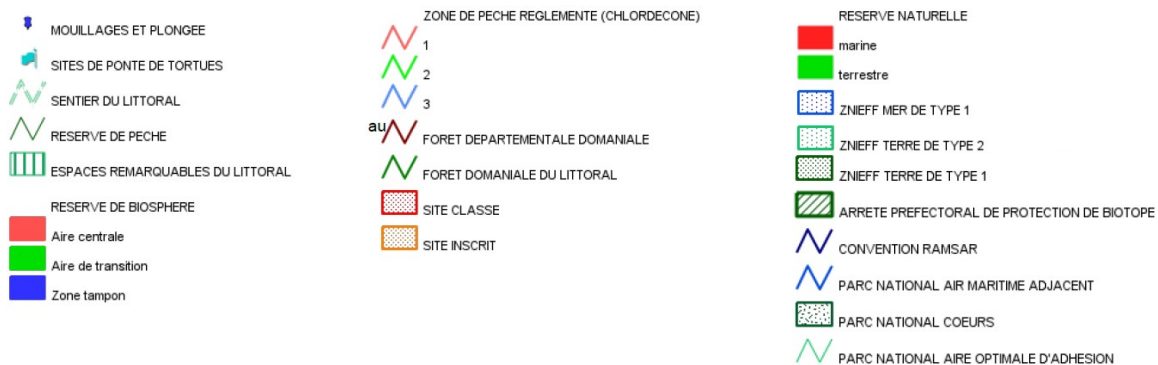 MOUILLAGES ET PLONGEE
SITES DE PONTE DE TORTUES
SENTIER DU LITTORAL
RESERVE DE PECHE
ESPACES REMARQUABLES DU LITTORAL
RESERVE DE BIOSPHERE
Aire centrale
Aire de transition
Zone tampon
ZONE DE PECHE REGLEMENTE (CHLORDECONE)
1
2
3
au
FORET DEPARTEMENTALE DOMANIALE
FORET DOMANIALE DU LITTORAL
SITE CLASSE
SITE INSCRIT
RESERVE NATURELLE
marine
terrestre
ZNIEFF MER DE TYPE 1
ZNIEFF TERRE DE TYPE 2
ZNIEFF TERRE DE TYPE 1
ARRETE PREFECTORAL DE PROTECTION DE BIOTOPE
CONVENTION RAMSAR
PARC NATIONAL AIR MARITIME ADJACENT
PARC NATIONAL COEURS
PARC NATIONAL AIRE OPTIMALE D'ADHESION